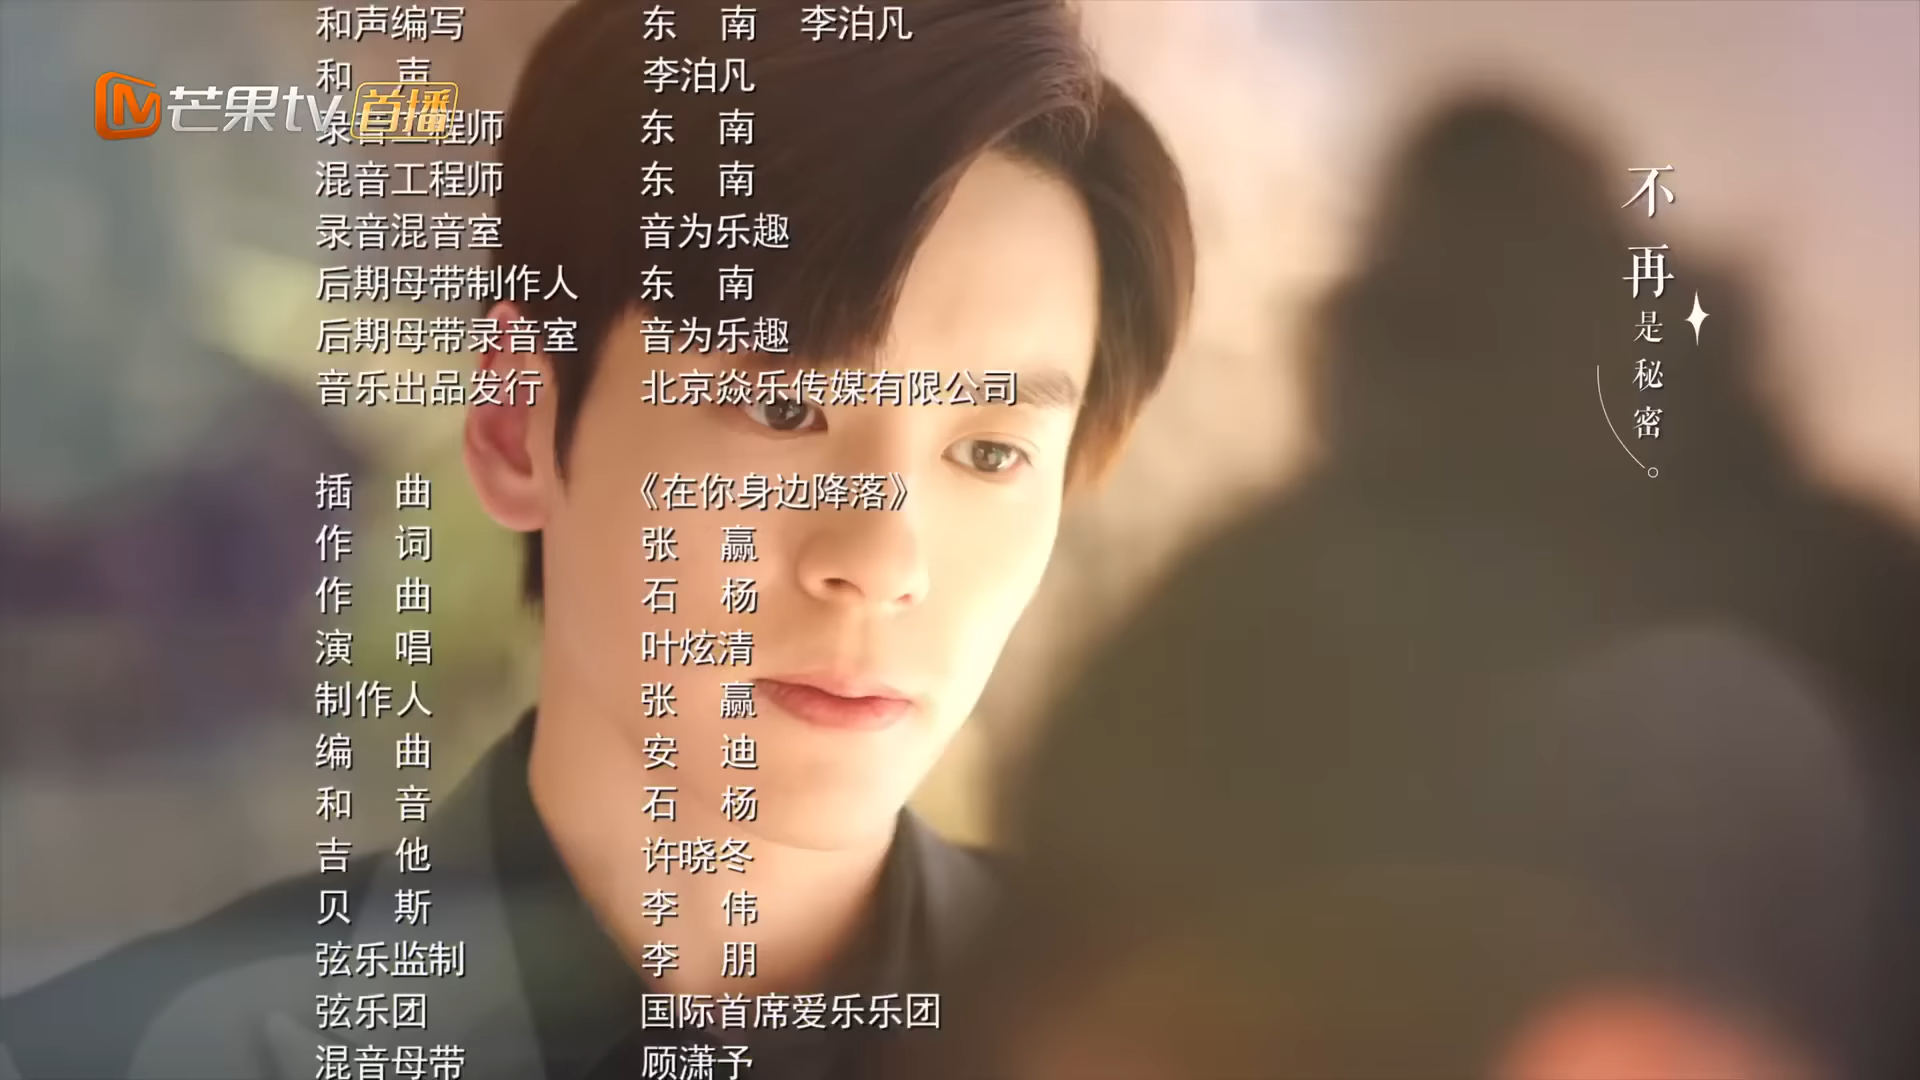 和声编写 东 南 李泊凡
和 声 李泊凡
芒果tv 首播
录音工程师 东 南
混音工程师 东 南
录音混音室 音为乐趣
后期母带制作人 东 南
后期母带录音室 音为乐趣
音乐出品发行 北京焱乐传媒有限公司
插 曲 《在你身边降落》
作 词 张 赢
作 曲 石 杨
演 唱 叶炫清
制作人 张 赢
编 曲 安 迪
和 音 石 杨
吉 他 许晓冬
贝 斯 李 伟
弦乐监制 李 朋
弦乐团 国际首席爱乐乐团
混音母带 顾潇予
不再是秘密。